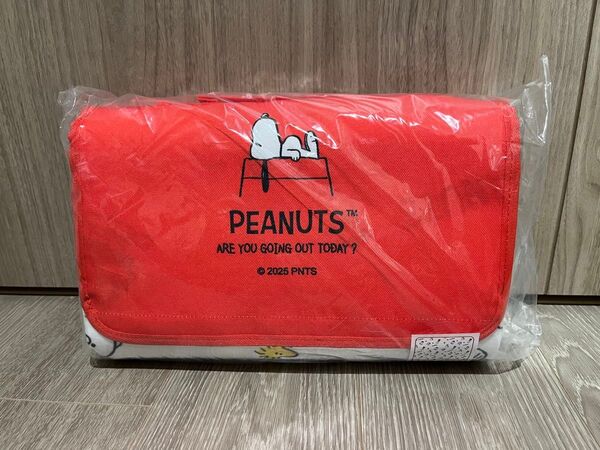 PEANUTS™
ARE YOU GOING OUT TODAY?
© 2025 PNTS